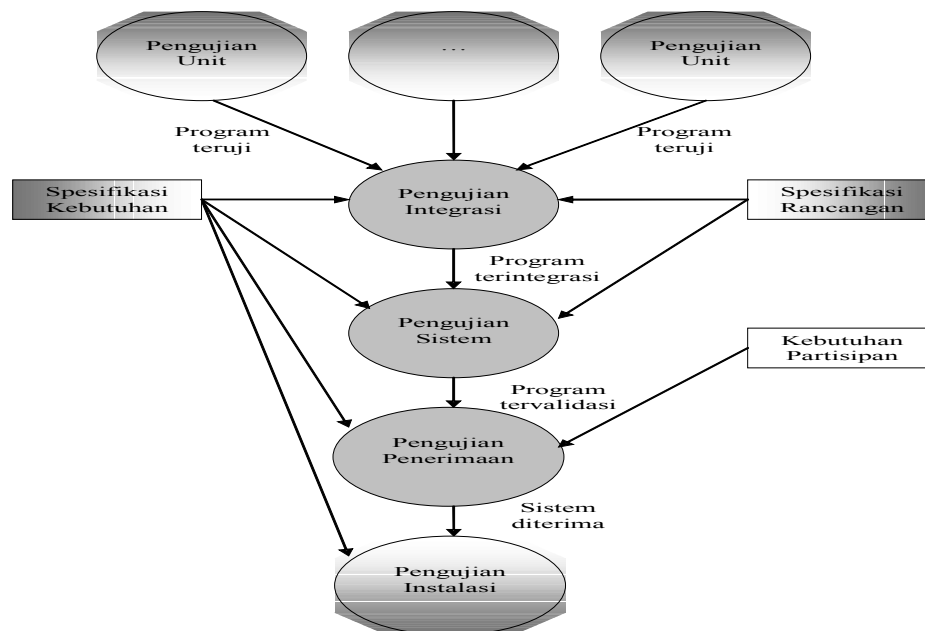 Pengujian
Unit
...
Pengujian
Unit
Program
teruji
Program
teruji
Spesifikasi
Kebutuhan
Pengujian
Integrasi
Spesifikasi
Rancangan
Program
terintegrasi
Pengujian
Sistem
Kebutuhan
Partisipan
Program
tervalidasi
Pengujian
Penerimaan
Sistem
diterima
Pengujian
Instalasi